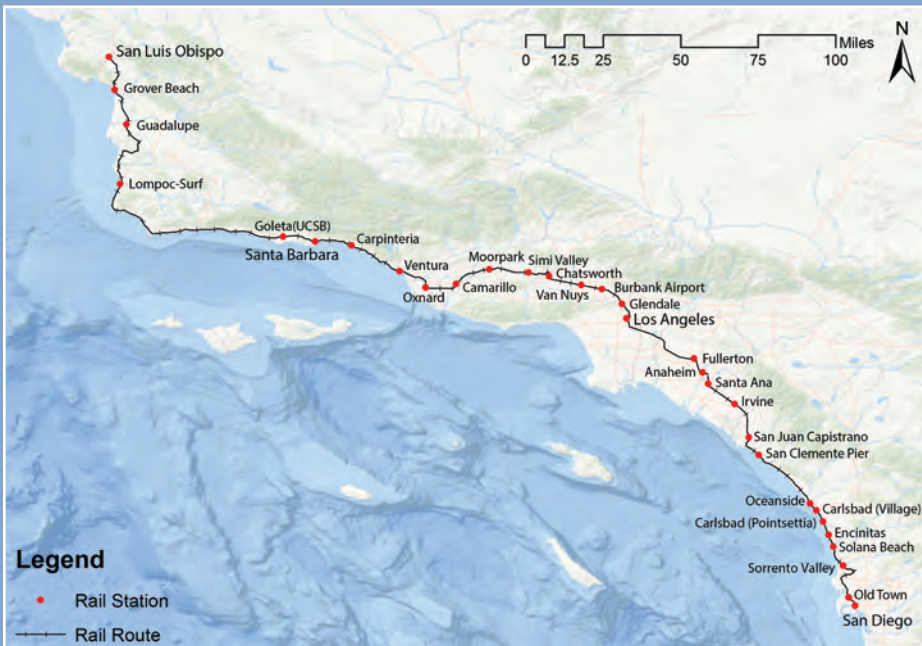 San Luis Obispo
N
Miles
0 12.5 25 50 75 100
Grover Beach
Guadalupe
Lompoc-Surf
Goleta(UCSB)
Santa Barbara
Carpinteria
Ventura
Oxnard
Camarillo
Moorpark
Simi Valley
Chatsworth
Van Nuys
Burbank Airport
Glendale
Los Angeles
Fullerton
Anaheim
Santa Ana
Irvine
San Juan Capistrano
San Clemente Pier
Oceanside
Carlsbad (Village)
Carlsbad (Pointsettia)
Encinitas
Solana Beach
Sorrento Valley
Old Town
San Diego
Legend
Rail Station
Rail Route